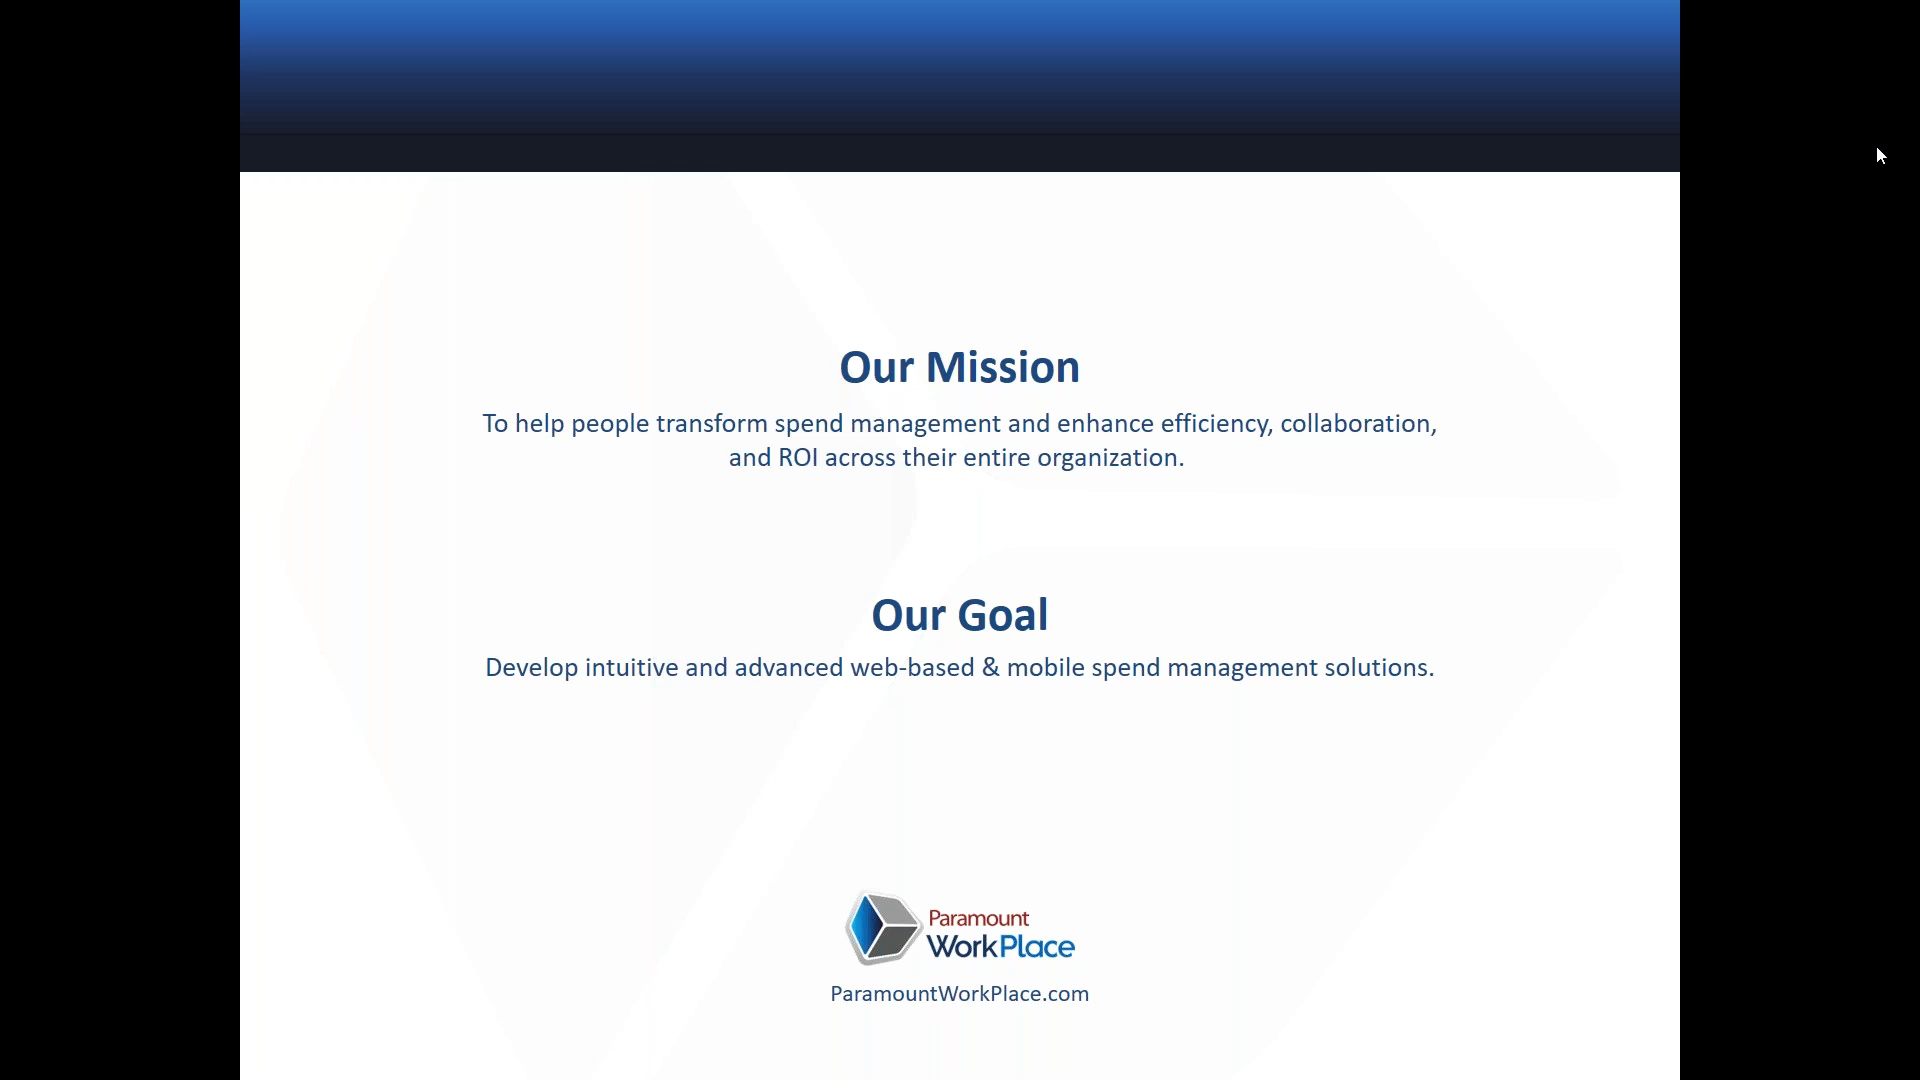 Our Mission
To help people transform spend management and enhance efficiency, collaboration,
and ROI across their entire organization.
Our Goal
Develop intuitive and advanced web-based & mobile spend management solutions.
Paramount
WorkPlace
ParamountWorkPlace.com